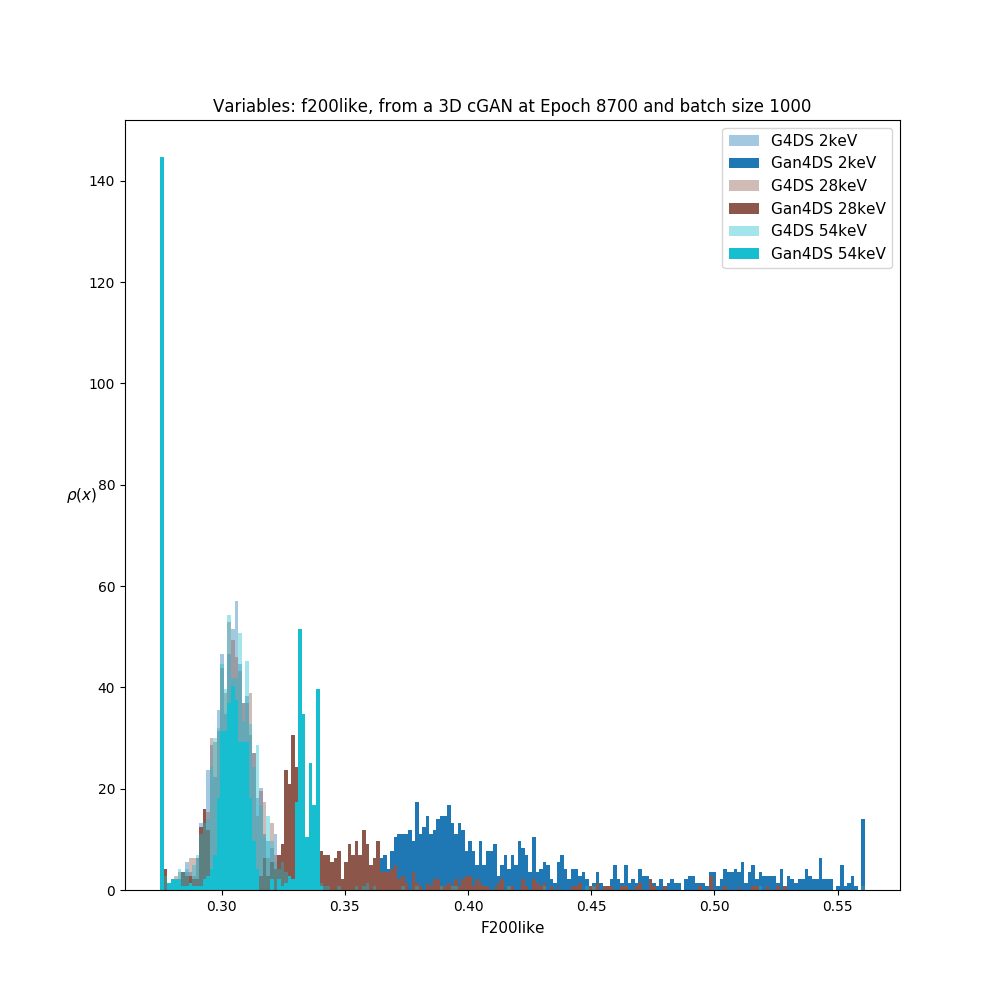 Variables: f200like, from a 3D cGAN at Epoch 8700 and batch size 1000
G4DS 2keV
Gan4DS 2keV
G4DS 28keV
Gan4DS 28keV
G4DS 54keV
Gan4DS 54keV
140
120
100
80
60
40
20
0
ρ(x)
0.30 0.35 0.40 0.45 0.50 0.55
F200like